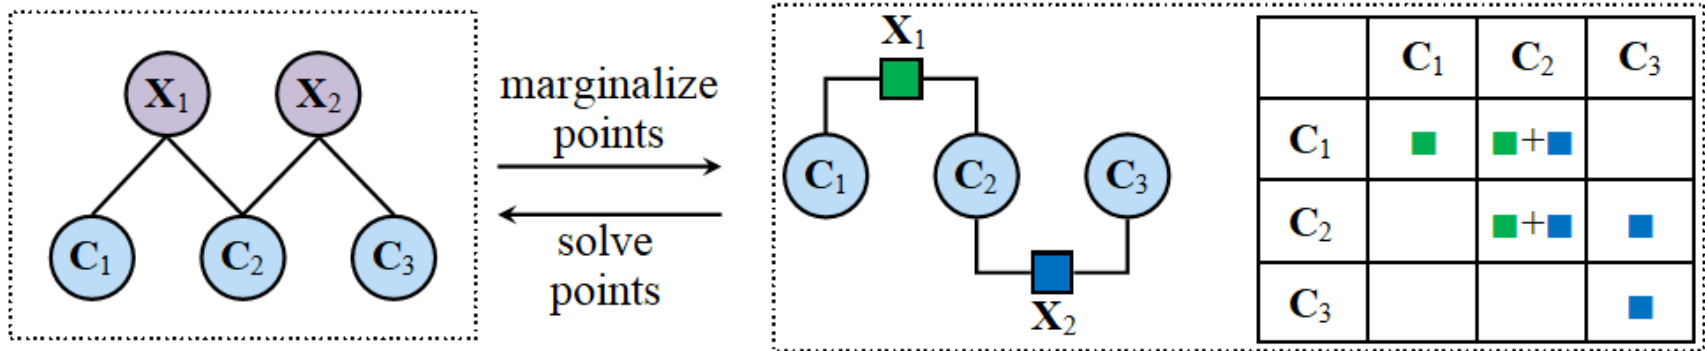 X1 X2
C1 C2 C3
marginalize
points
solve
points
X1
C1 C2 C3
X2
C1 C2 C3
C1 ■ ■+■
C2 ■+■ ■
C3 ■